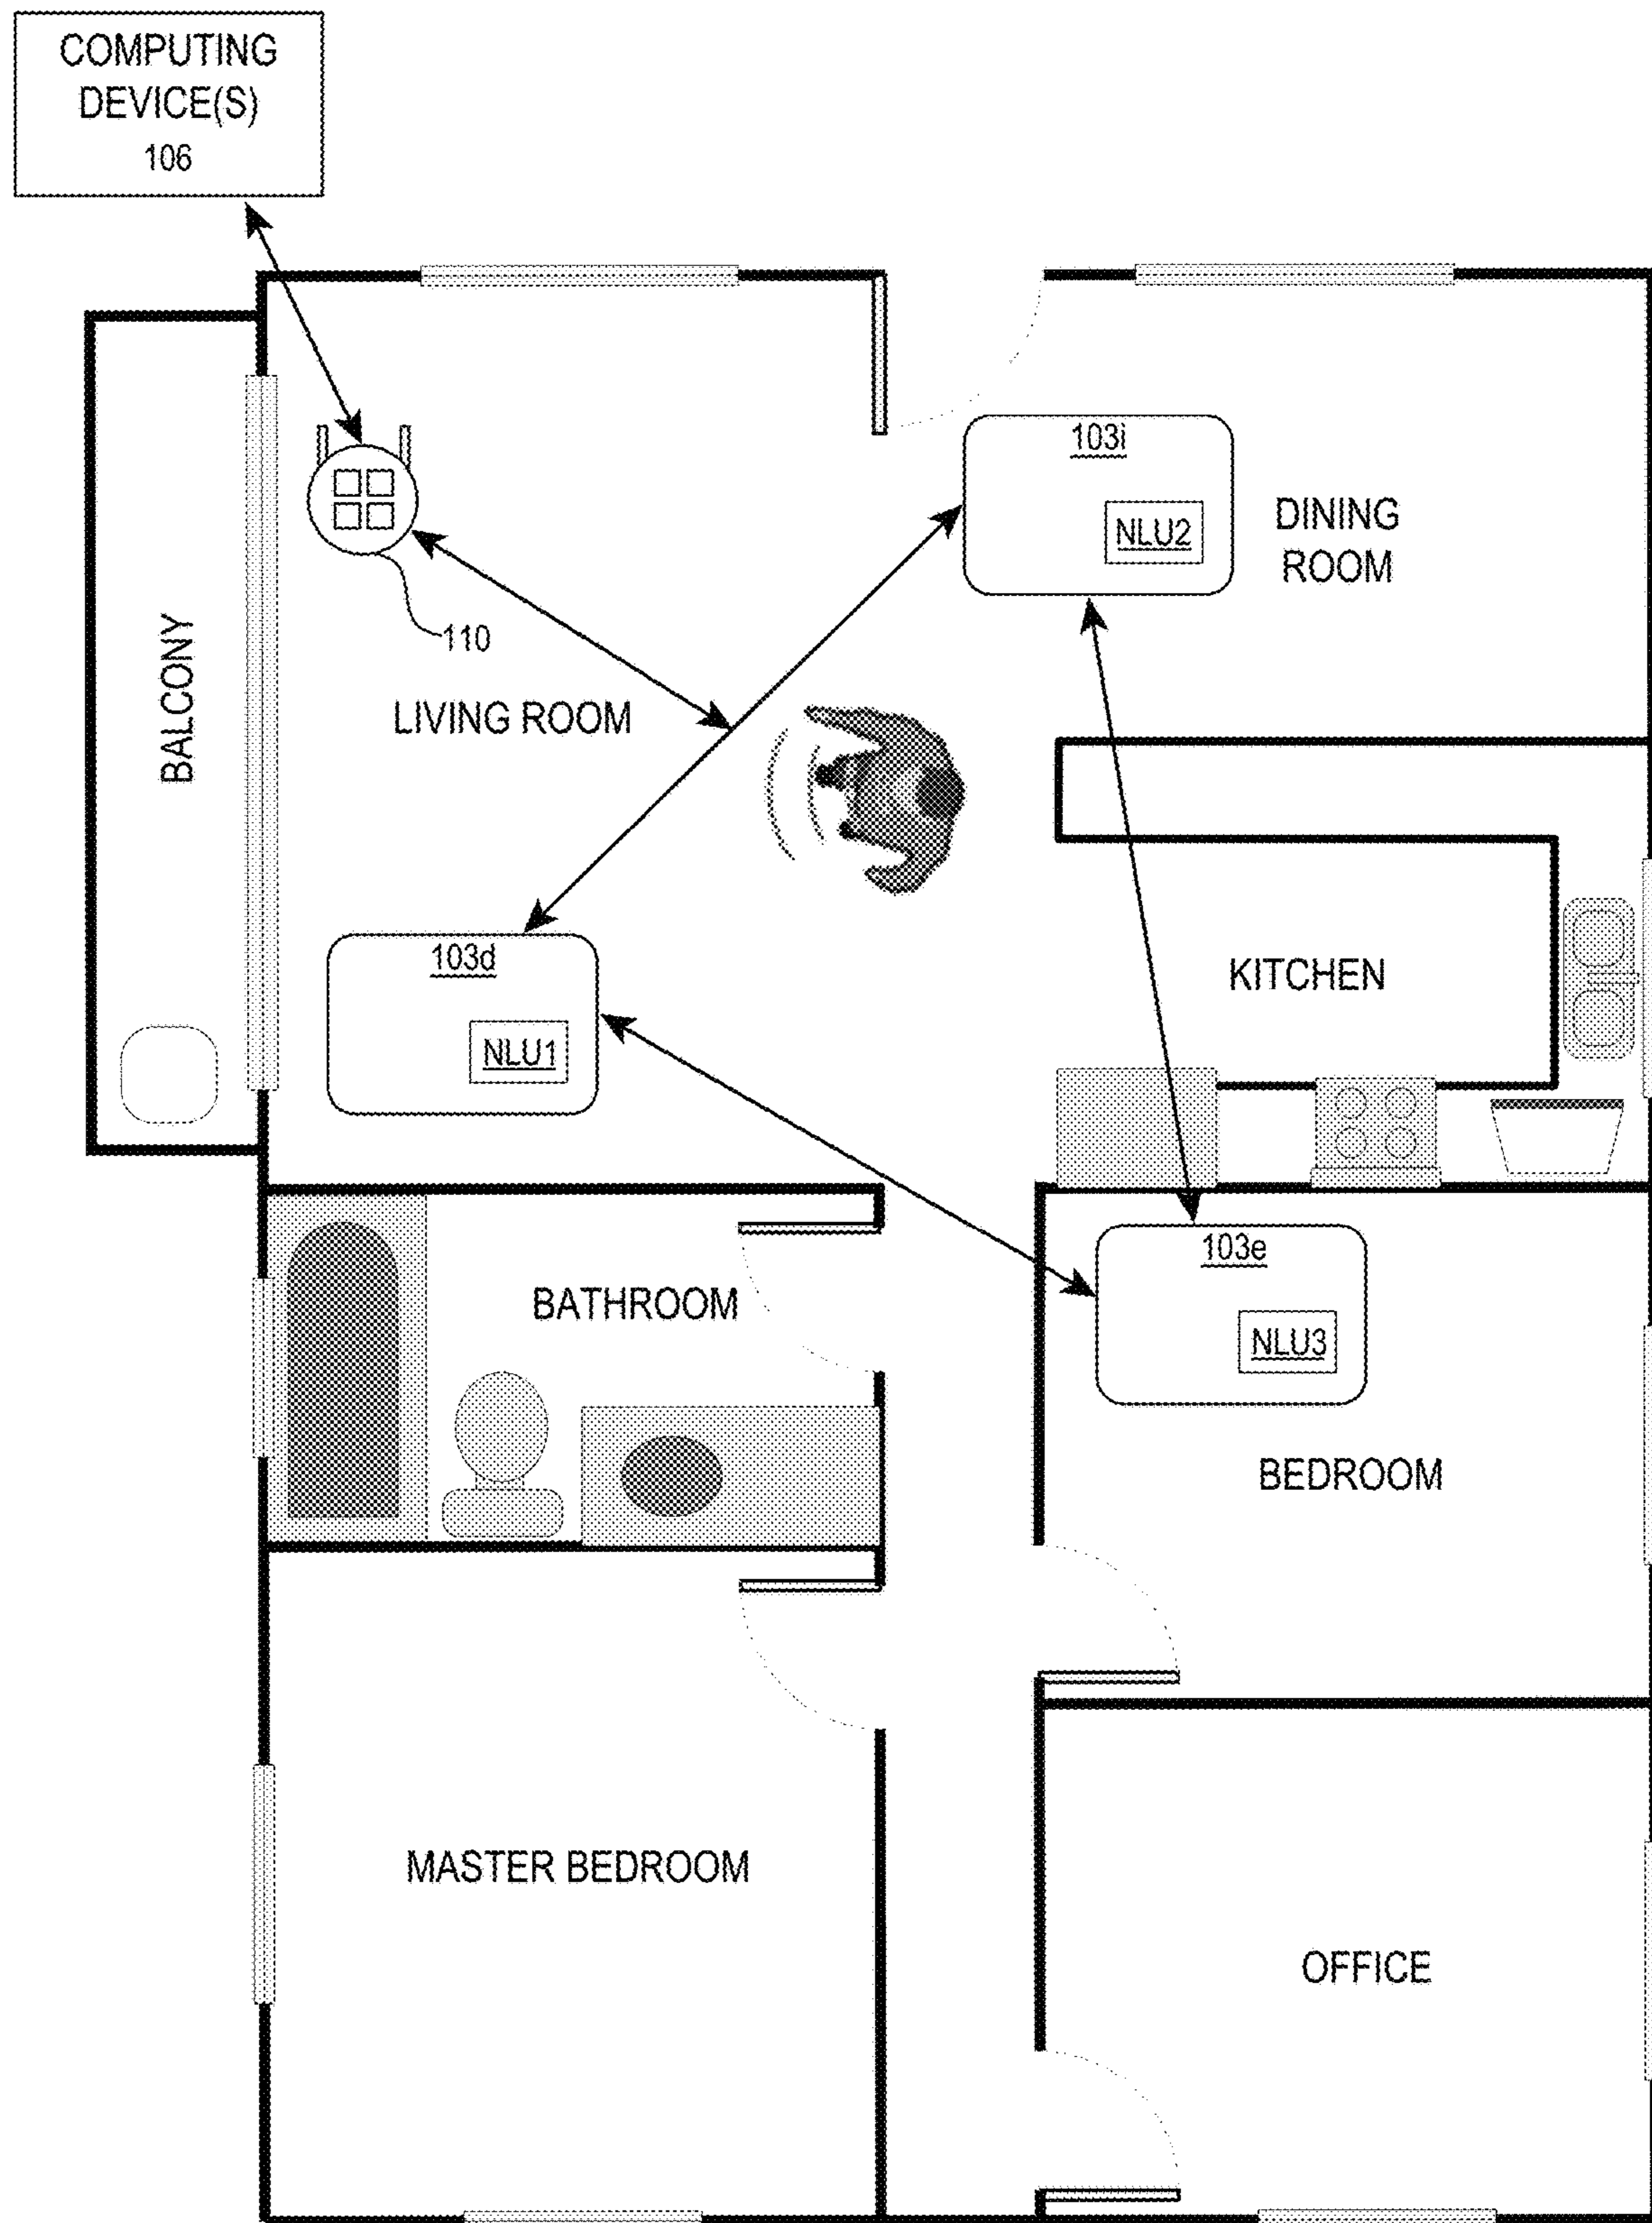 COMPUTING
DEVICE(S)
106
103i
NLU2
DINING
ROOM
110
BALCONY
LIVING ROOM
103d
NLU1
KITCHEN
103e
NLU3
BATHROOM
BEDROOM
MASTER BEDROOM
OFFICE